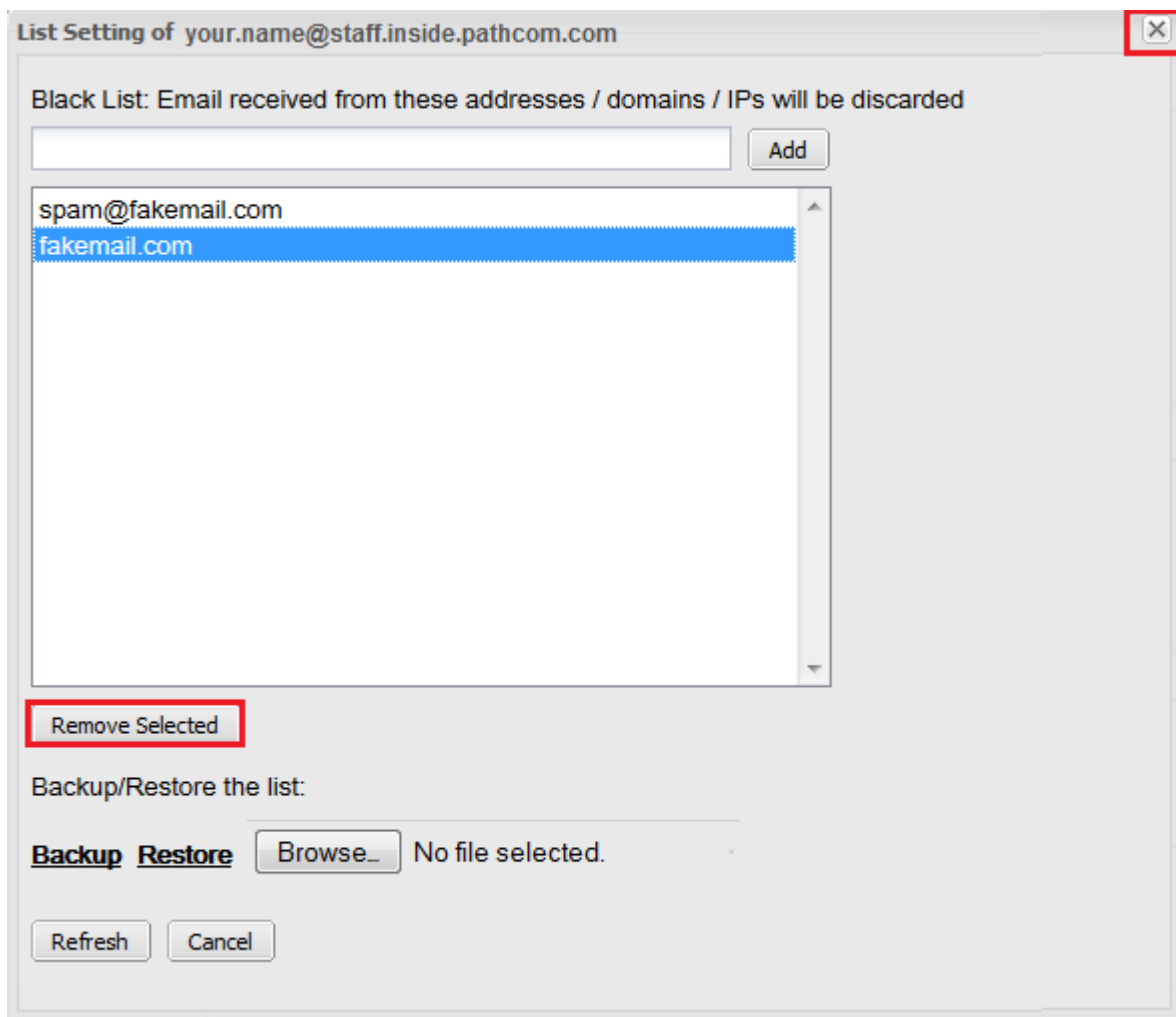 List Setting of your.name@staff.inside.pathcom.com
Black List: Email received from these addresses / domains / IPs will be discarded
Add
spam@fakemail.com
fakemail.com
Remove Selected
Backup/Restore the list:
Backup Restore Browse... No file selected.
Refresh Cancel